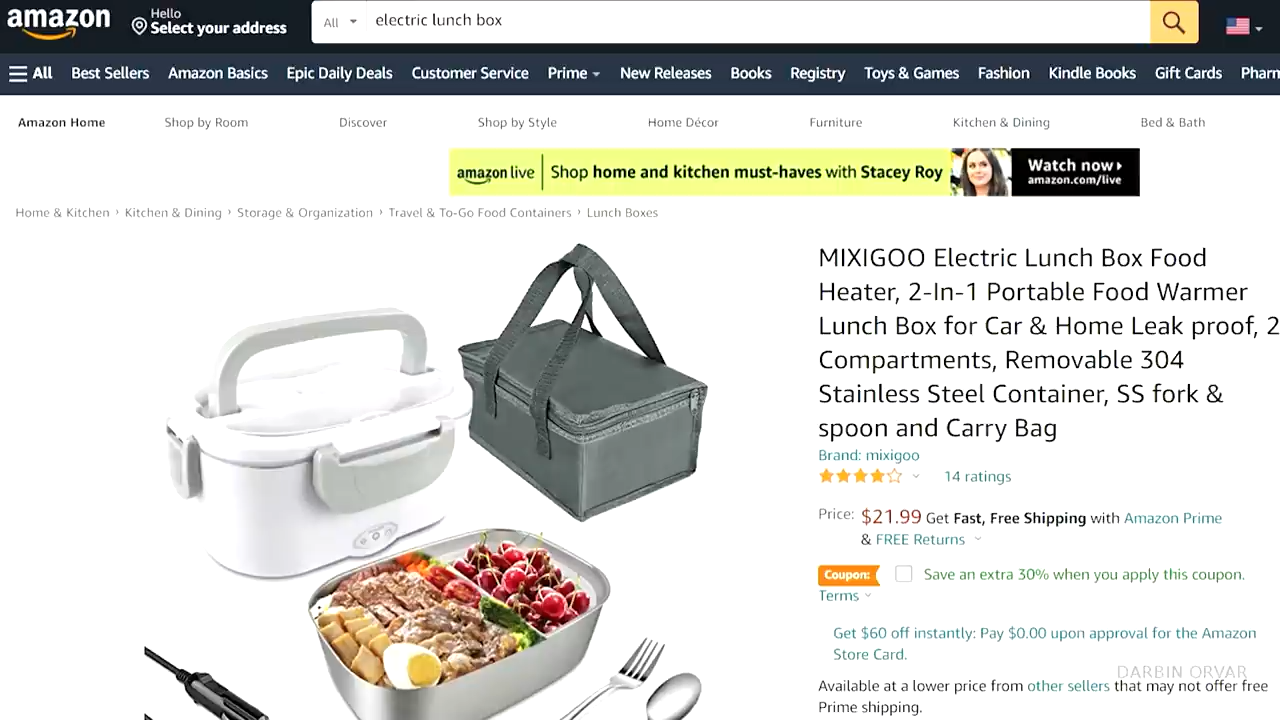 amazon
Hello
Select your address
All
electric lunch box
All Best Sellers Amazon Basics Epic Daily Deals Customer Service Prime New Releases Books Registry Toys & Games Fashion Kindle Books Gift Cards Pharm
Amazon Home Shop by Room Discover Shop by Style Home Décor Furniture Kitchen & Dining Bed & Bath
amazon live Shop home and kitchen must-haves with Stacey Roy
Watch now
amazon.com/live
Home & Kitchen › Kitchen & Dining › Storage & Organization › Travel & To-Go Food Containers › Lunch Boxes
MIXIGOO Electric Lunch Box Food
Heater, 2-In-1 Portable Food Warmer
Lunch Box for Car & Home Leak proof, 2
Compartments, Removable 304
Stainless Steel Container, SS fork &
spoon and Carry Bag
Brand: mixigoo
14 ratings
Price: $21.99 Get Fast, Free Shipping with Amazon Prime
& FREE Returns
Coupon: Save an extra 30% when you apply this coupon.
Terms
Get $60 off instantly: Pay $0.00 upon approval for the Amazon
Store Card.
DARBIN ORVAR
Available at a lower price from other sellers that may not offer free
Prime shipping.